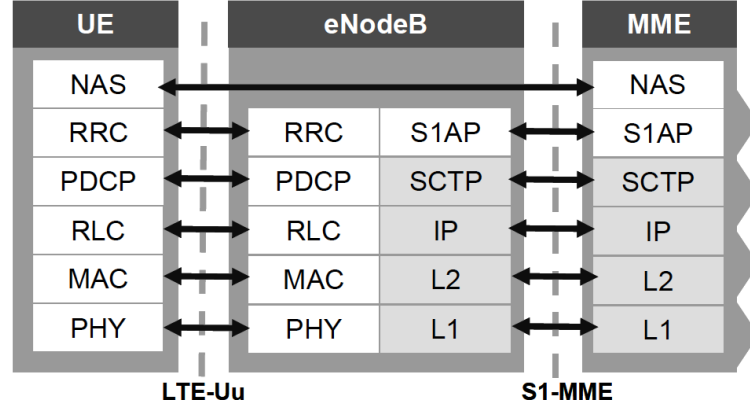 UE eNodeB MME
NAS NAS
RRC RRC S1AP S1AP
PDCP PDCP SCTP SCTP
RLC RLC IP IP
MAC MAC L2 L2
PHY PHY L1 L1
LTE-Uu S1-MME